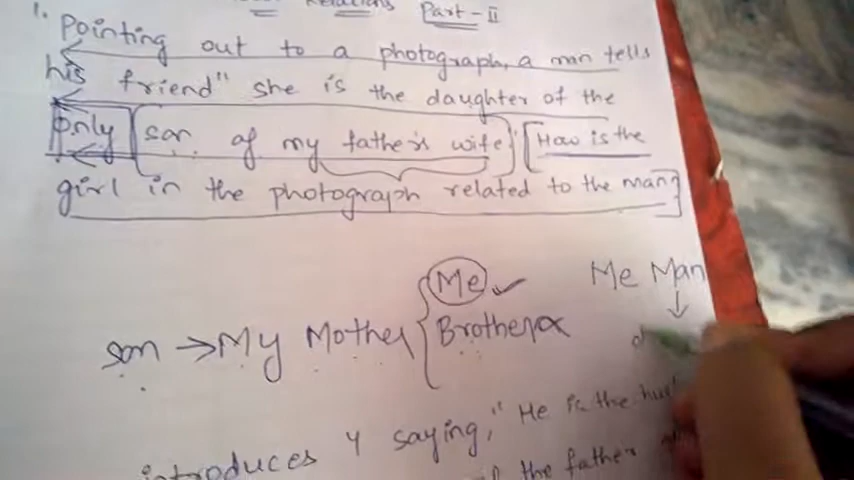 Relations Part-II
1. Pointing out to a photograph, a man tells
his friend" she is the daughter of the
only son of my father's wife" How is the
girl in the photograph related to the man?
Me Me Man
son → My Mother Brother x
d
introduces y saying, "He is the
the father